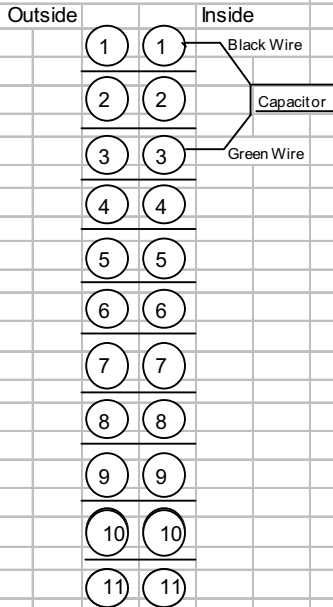 Outside Inside
1 1 Black Wire
2 2 Capacitor
3 3 Green Wire
4 4
5 5
6 6
7 7
8 8
9 9
10 10
11 11